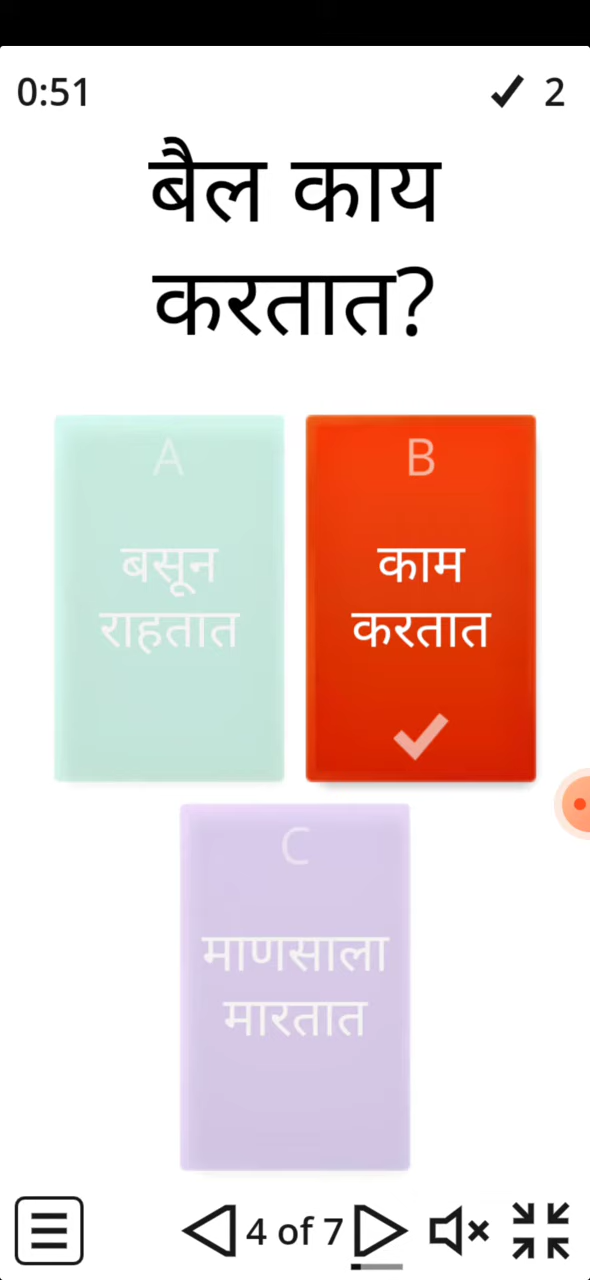 0:51
✓ 2
बैल काय
करतात?
A
बसून
राहतात
B
काम
करतात
C
माणसाला
मारतात
4 of 7